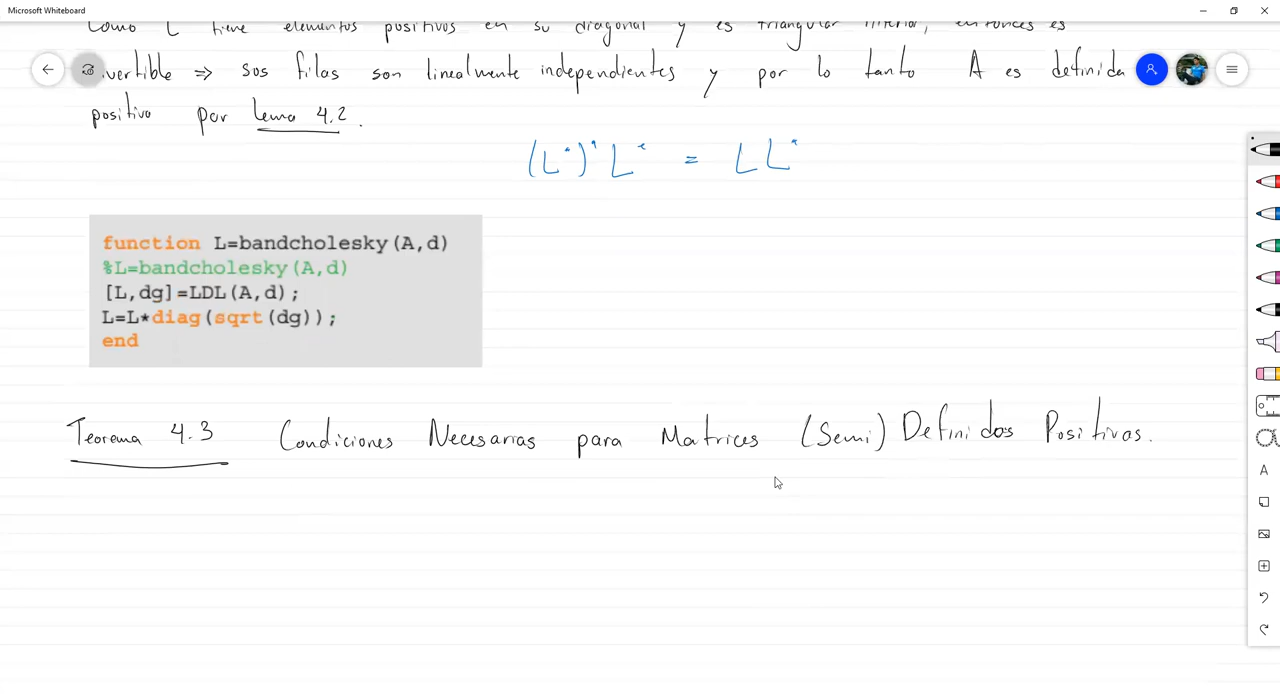 Microsoft Whiteboard
Como L tiene elementos positivos en su diagonal y es triangular inferior, entonces es
vertible ⇒ sus filas son linealmente independientes y por lo tanto A es definida
positiva por Lema 4.2.
(L*)* L* = L L*
function L=bandcholesky(A,d)
%L=bandcholesky(A,d)
[L,dg]=LDL(A,d);
L=L*diag(sqrt(dg));
end
Teorema 4.3 Condiciones Necesarias para Matrices (Semi) Definidas Positivas.